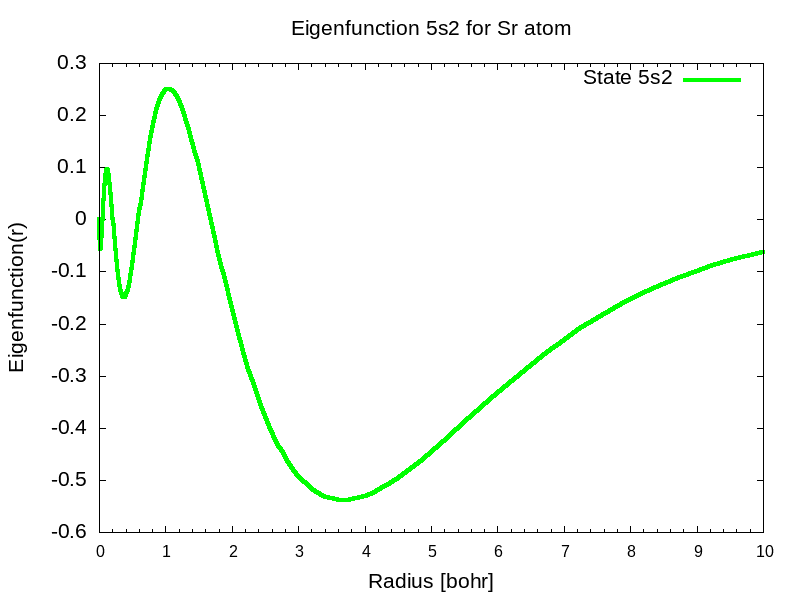 Eigenfunction 5s2 for Sr atom
State 5s2
0.3
0.2
0.1
0
-0.1
-0.2
-0.3
-0.4
-0.5
-0.6
Eigenfunction(r)
0 1 2 3 4 5 6 7 8 9 10
Radius [bohr]